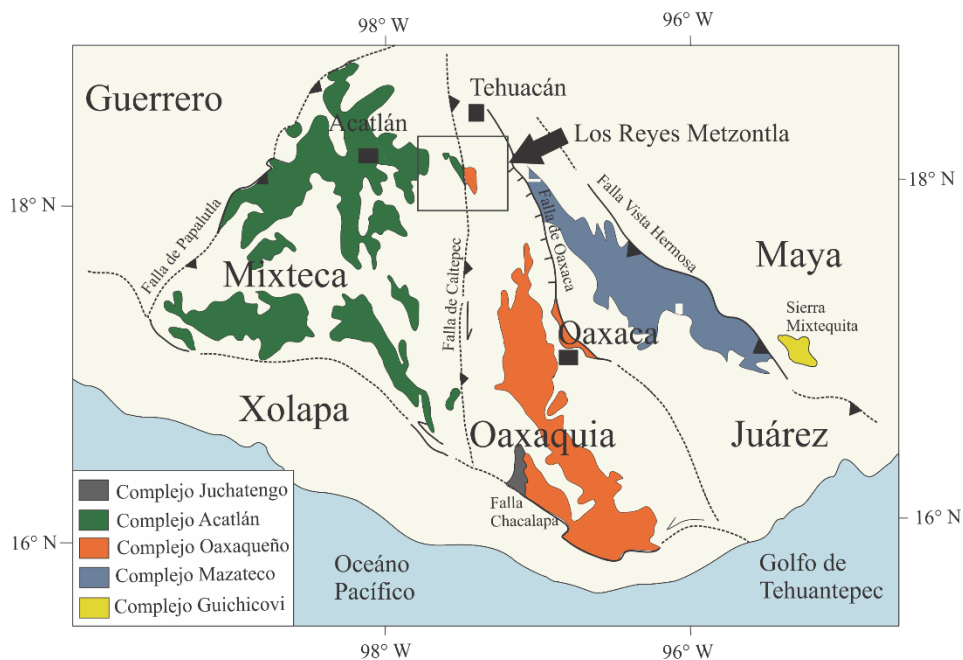 98° W
96° W
Guerrero
Tehuacán
Acatlán
Los Reyes Metzontla
18° N
18° N
Falla de Papalutla
Falla de Caltepec
Falla de Oaxaca
Falla Vista Hermosa
Mixteca
Maya
Sierra
Mixtequita
Oaxaca
Xolapa
Oaxaquia
Juárez
Falla
Chacalapa
Complejo Juchatengo
Complejo Acatlán
Complejo Oaxaqueño
Complejo Mazateco
Complejo Guichicovi
16° N
16° N
Oceáno
Pacífico
Golfo de
Tehuantepec
98° W
96° W